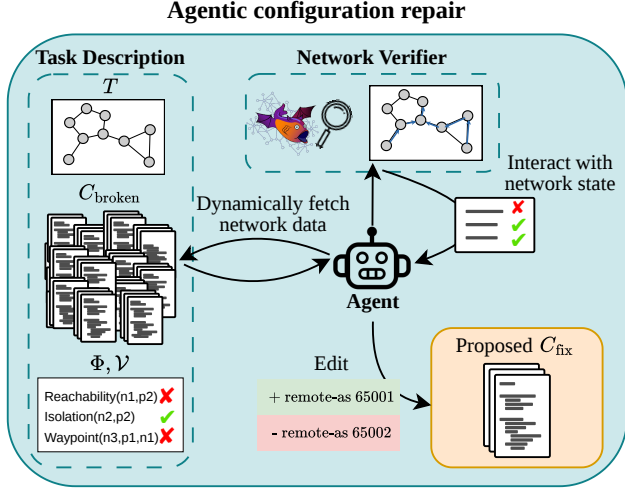 Agentic configuration repair
Task Description
T
C_broken
Φ, 𝒱
Reachability(n1,p2) ✘
Isolation(n2,p2) ✓
Waypoint(n3,p1,n1) ✘
Network Verifier
Dynamically fetch
network data
Interact with
network state
✘
✓
✓
Agent
Edit
+ remote-as 65001
- remote-as 65002
Proposed C_fix